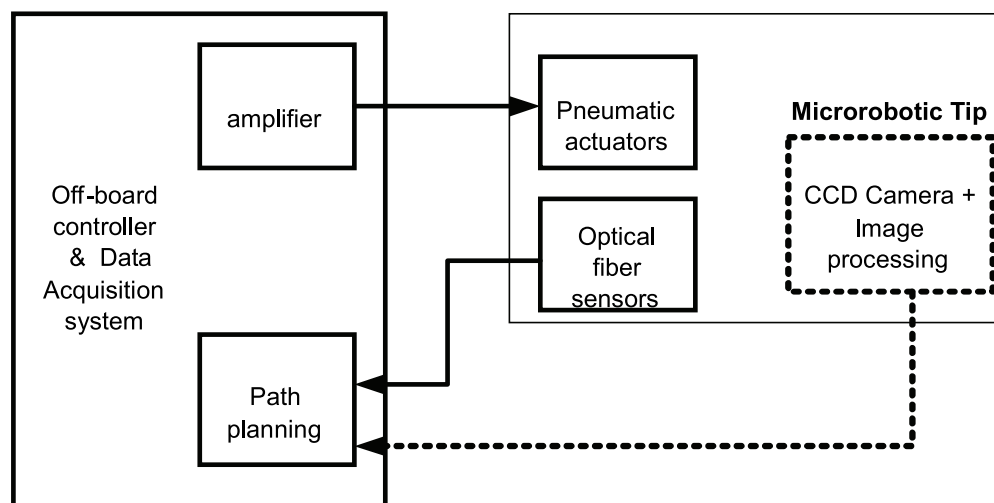 amplifier
Pneumatic
actuators
Microrobotic Tip
CCD Camera +
Image
processing
Off-board
controller
& Data
Acquisition
system
Optical
fiber
sensors
Path
planning